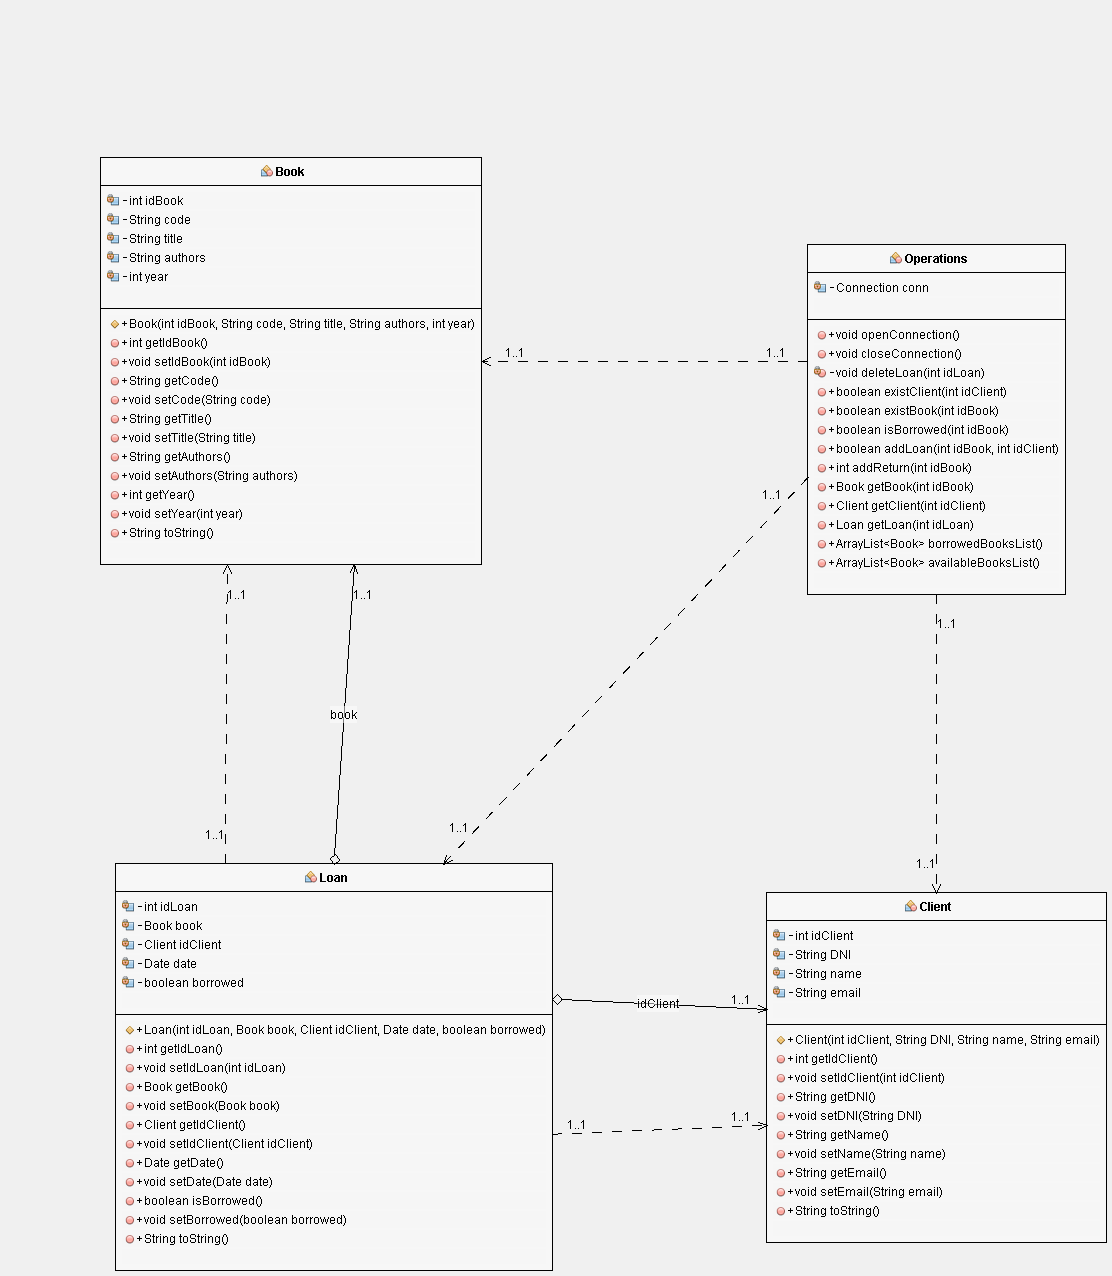 Book
- int idBook
- String code
- String title
- String authors
- int year
+ Book(int idBook, String code, String title, String authors, int year)
+ int getIdBook()
+ void setIdBook(int idBook)
+ String getCode()
+ void setCode(String code)
+ String getTitle()
+ void setTitle(String title)
+ String getAuthors()
+ void setAuthors(String authors)
+ int getYear()
+ void setYear(int year)
+ String toString()
Operations
- Connection conn
+ void openConnection()
+ void closeConnection()
- void deleteLoan(int idLoan)
+ boolean existClient(int idClient)
+ boolean existBook(int idBook)
+ boolean isBorrowed(int idBook)
+ boolean addLoan(int idBook, int idClient)
+ int addReturn(int idBook)
+ Book getBook(int idBook)
+ Client getClient(int idClient)
+ Loan getLoan(int idLoan)
+ ArrayList<Book> borrowedBooksList()
+ ArrayList<Book> availableBooksList()
1..1
1..1
1..1
1..1
1..1
1..1
book
1..1
1..1
1..1
Loan
- int idLoan
- Book book
- Client idClient
- Date date
- boolean borrowed
+ Loan(int idLoan, Book book, Client idClient, Date date, boolean borrowed)
+ int getIdLoan()
+ void setIdLoan(int idLoan)
+ Book getBook()
+ void setBook(Book book)
+ Client getIdClient()
+ void setIdClient(Client idClient)
+ Date getDate()
+ void setDate(Date date)
+ boolean isBorrowed()
+ void setBorrowed(boolean borrowed)
+ String toString()
idClient
1..1
1..1
1..1
Client
- int idClient
- String DNI
- String name
- String email
+ Client(int idClient, String DNI, String name, String email)
+ int getIdClient()
+ void setIdClient(int idClient)
+ String getDNI()
+ void setDNI(String DNI)
+ String getName()
+ void setName(String name)
+ String getEmail()
+ void setEmail(String email)
+ String toString()